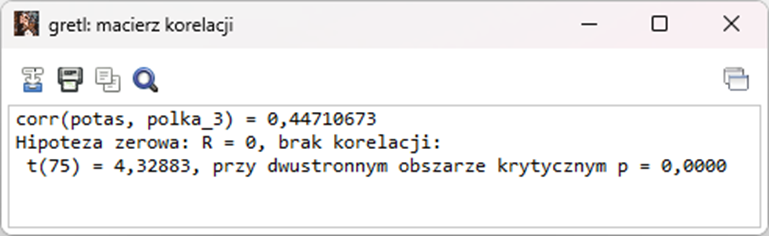 gretl: macierz korelacji
corr(potas, polka_3) = 0,44710673
Hipoteza zerowa: R = 0, brak korelacji:
t(75) = 4,32883, przy dwustronnym obszarze krytycznym p = 0,0000